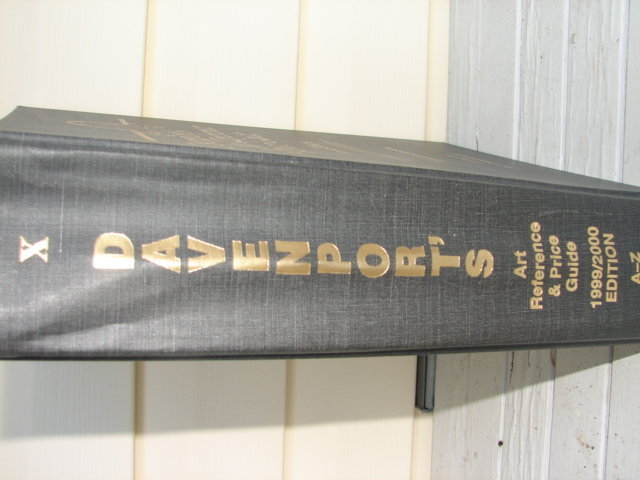 X
DAVENPORT'S
Art
Reference
& Price
Guide
1999/2000
EDITION
A-Z